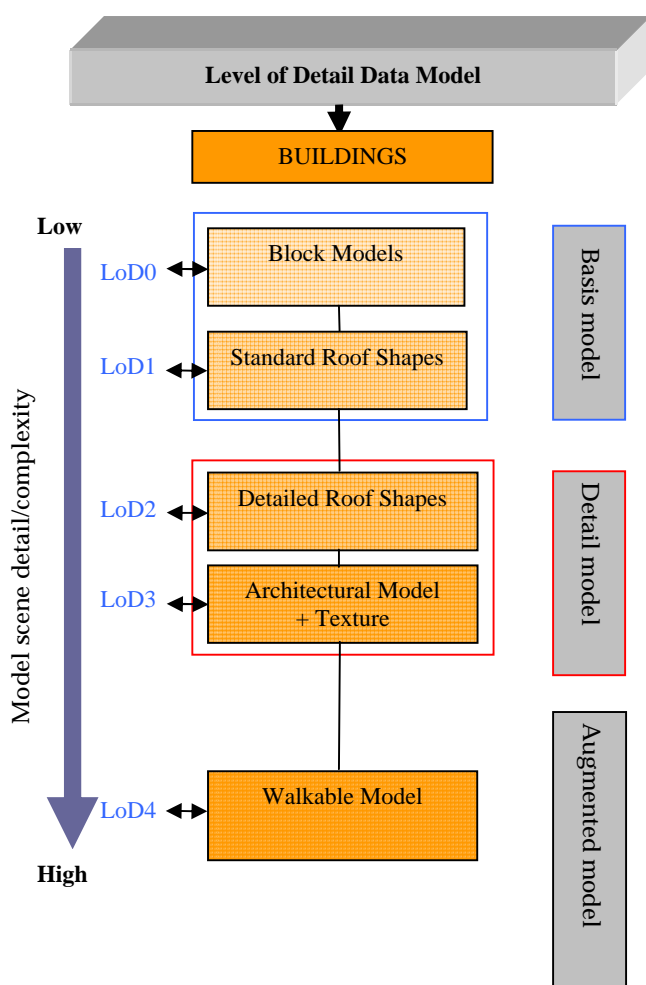 Level of Detail Data Model
BUILDINGS
Low
Block Models
LoD0
Standard Roof Shapes
LoD1
Basis model
Model scene detail/complexity
Detailed Roof Shapes
LoD2
Architectural Model
+ Texture
LoD3
Detail model
Walkable Model
LoD4
High
Augmented model